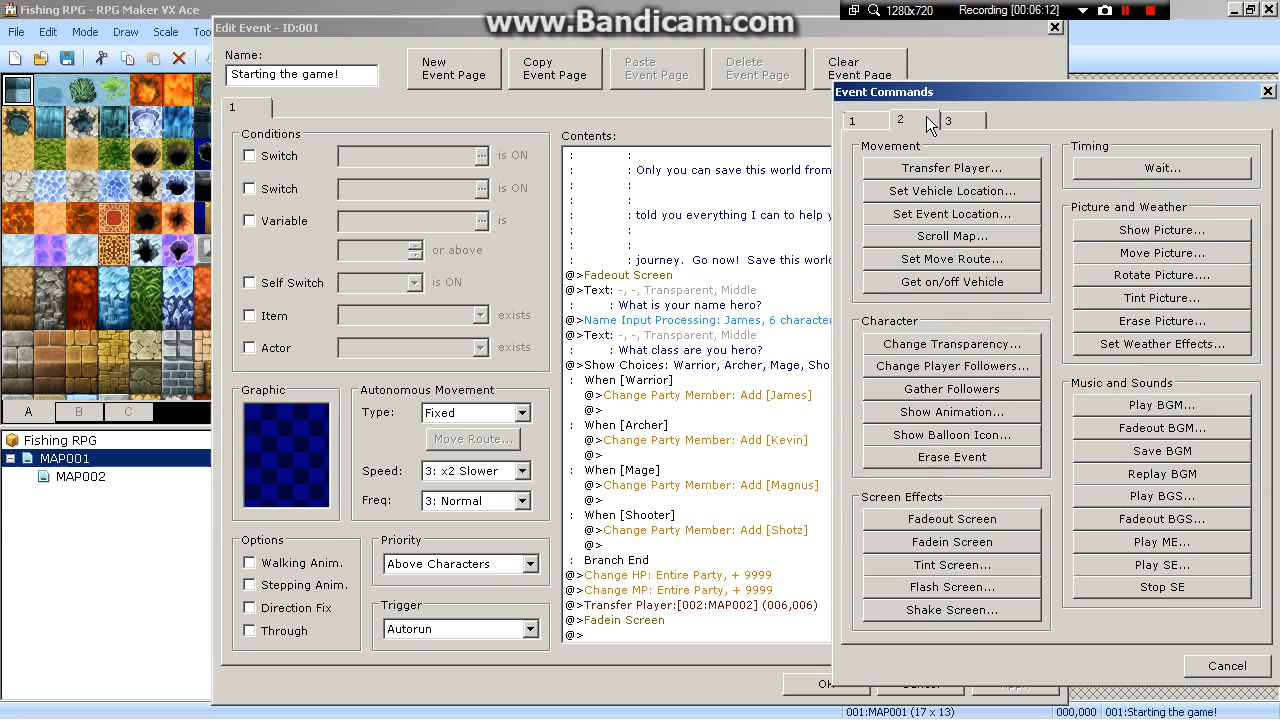 Fishing RPG - RPG Maker VX Ace
www.Bandicam.com
1280x720 Recording [00:06:12]
File Edit Mode Draw Scale
Edit Event - ID:001
Name:
Starting the game!
New Event Page
Copy Event Page
Paste Event Page
Delete Event Page
Clear Event Page
1
Conditions
Switch is ON
Switch is ON
Variable is
or above
Self Switch is ON
Item exists
Actor exists
Graphic
Autonomous Movement
Type: Fixed
Move Route...
Speed: 3: x2 Slower
Freq: 3: Normal
Options
Walking Anim.
Stepping Anim.
Direction Fix
Through
Priority
Above Characters
Trigger
Autorun
Contents:
: :
: : Only you can save this world from
: :
: : told you everything I can to help
: :
: : journey. Go now! Save this world
@>Fadeout Screen
@>Text: -, -, Transparent, Middle
: : What is your name hero?
@>Name Input Processing: James, 6 character
@>Text: -, -, Transparent, Middle
: : What class are you hero?
@>Show Choices: Warrior, Archer, Mage, Sho
: When [Warrior]
@>Change Party Member: Add [James]
@>
: When [Archer]
@>Change Party Member: Add [Kevin]
@>
: When [Mage]
@>Change Party Member: Add [Magnus]
@>
: When [Shooter]
@>Change Party Member: Add [Shotz]
@>
: Branch End
@>Change HP: Entire Party, + 9999
@>Change MP: Entire Party, + 9999
@>Transfer Player:[002:MAP002] (006,006)
@>Fadein Screen
@>
Event Commands
1 2 3
Movement
Transfer Player...
Set Vehicle Location...
Set Event Location...
Scroll Map...
Set Move Route...
Get on/off Vehicle
Character
Change Transparency...
Change Player Followers...
Gather Followers
Show Animation...
Show Balloon Icon...
Erase Event
Screen Effects
Fadeout Screen
Fadein Screen
Tint Screen...
Flash Screen...
Shake Screen...
Timing
Wait...
Picture and Weather
Show Picture...
Move Picture...
Rotate Picture...
Tint Picture...
Erase Picture...
Set Weather Effects...
Music and Sounds
Play BGM...
Fadeout BGM...
Save BGM
Replay BGM
Play BGS...
Fadeout BGS...
Play ME...
Play SE...
Stop SE
Cancel
A B C
Fishing RPG
MAP001
MAP002
001:MAP001 (17 x 13) 000,000 001:Starting the game!